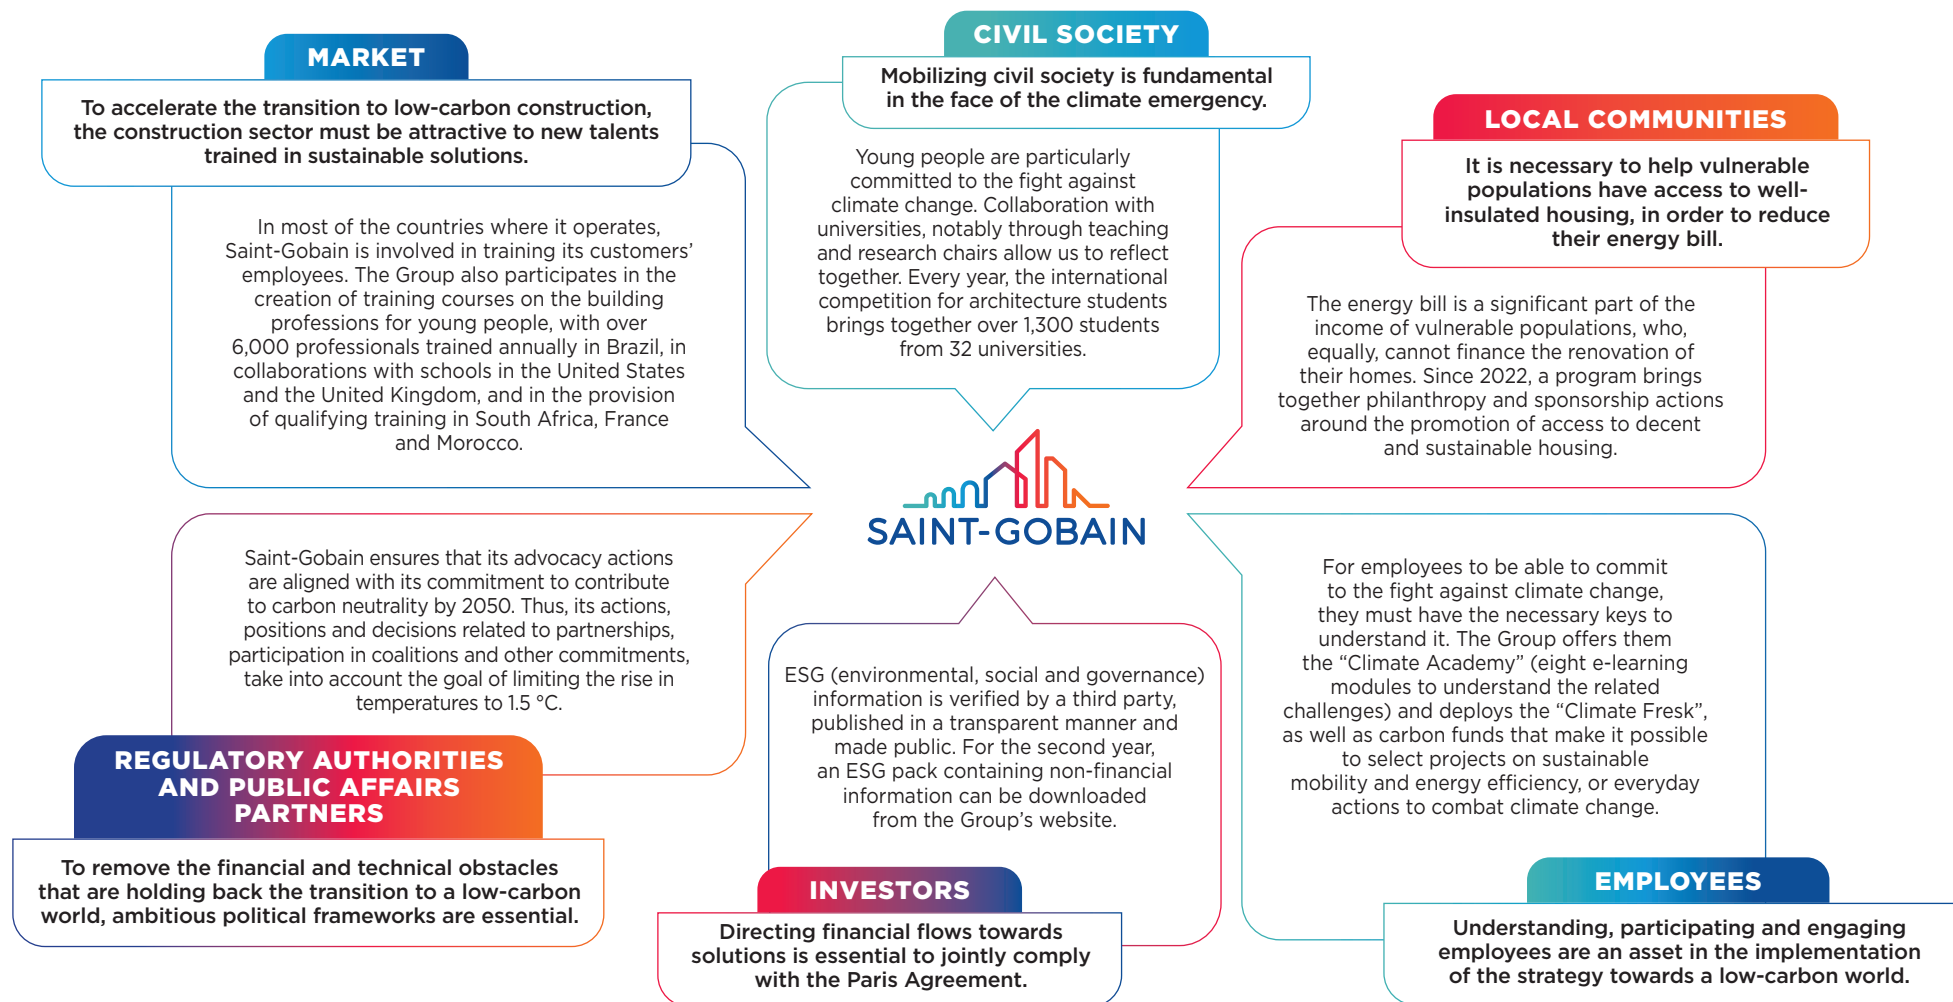 MARKET
To accelerate the transition to low-carbon construction,
the construction sector must be attractive to new talents
trained in sustainable solutions.
In most of the countries where it operates,
Saint-Gobain is involved in training its customers’
employees. The Group also participates in the
creation of training courses on the building
professions for young people, with over
6,000 professionals trained annually in Brazil, in
collaborations with schools in the United States
and the United Kingdom, and in the provision
of qualifying training in South Africa, France
and Morocco.
CIVIL SOCIETY
Mobilizing civil society is fundamental
in the face of the climate emergency.
Young people are particularly
committed to the fight against
climate change. Collaboration with
universities, notably through teaching
and research chairs allow us to reflect
together. Every year, the international
competition for architecture students
brings together over 1,300 students
from 32 universities.
LOCAL COMMUNITIES
It is necessary to help vulnerable
populations have access to well-
insulated housing, in order to reduce
their energy bill.
The energy bill is a significant part of the
income of vulnerable populations, who,
equally, cannot finance the renovation of
their homes. Since 2022, a program brings
together philanthropy and sponsorship actions
around the promotion of access to decent
and sustainable housing.
SAINT-GOBAIN
Saint-Gobain ensures that its advocacy actions
are aligned with its commitment to contribute
to carbon neutrality by 2050. Thus, its actions,
positions and decisions related to partnerships,
participation in coalitions and other commitments,
take into account the goal of limiting the rise in
temperatures to 1.5 °C.
REGULATORY AUTHORITIES
AND PUBLIC AFFAIRS
PARTNERS
To remove the financial and technical obstacles
that are holding back the transition to a low-carbon
world, ambitious political frameworks are essential.
ESG (environmental, social and governance)
information is verified by a third party,
published in a transparent manner and
made public. For the second year,
an ESG pack containing non-financial
information can be downloaded
from the Group’s website.
INVESTORS
Directing financial flows towards
solutions is essential to jointly comply
with the Paris Agreement.
For employees to be able to commit
to the fight against climate change,
they must have the necessary keys to
understand it. The Group offers them
the “Climate Academy” (eight e-learning
modules to understand the related
challenges) and deploys the “Climate Fresk”,
as well as carbon funds that make it possible
to select projects on sustainable
mobility and energy efficiency, or everyday
actions to combat climate change.
EMPLOYEES
Understanding, participating and engaging
employees are an asset in the implementation
of the strategy towards a low-carbon world.